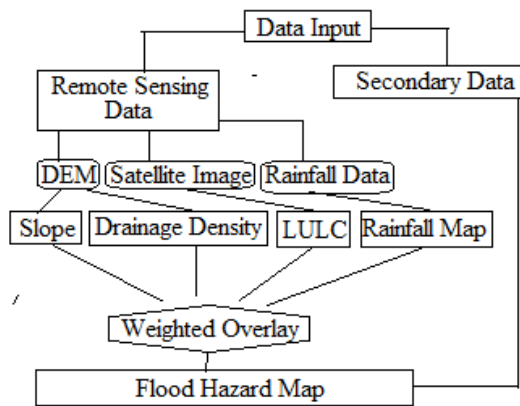 Data Input
Remote Sensing
Data
Secondary Data
DEM
Satellite Image
Rainfall Data
Slope
Drainage Density
LULC
Rainfall Map
Weighted Overlay
Flood Hazard Map